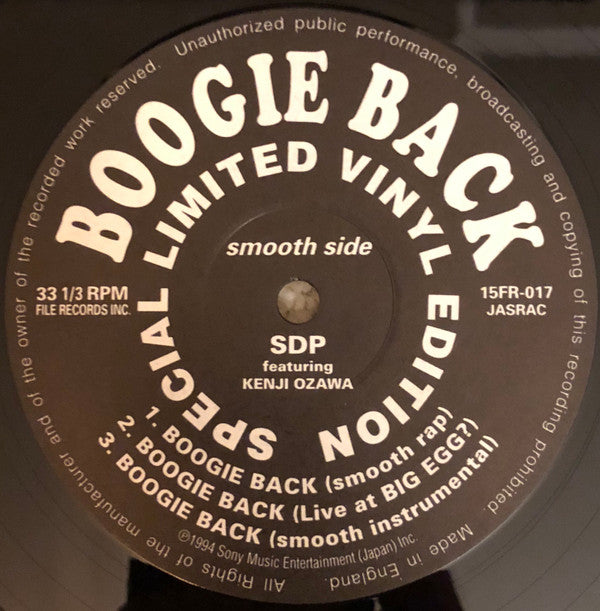 BOOGIE BACK
SPECIAL LIMITED VINYL EDITION
smooth side
33 1/3 RPM
FILE RECORDS INC.
15FR-017
JASRAC
SDP
featuring
KENJI OZAWA
1. BOOGIE BACK (smooth rap)
2. BOOGIE BACK (Live at BIG EGG?)
3. BOOGIE BACK (smooth instrumental)
℗1994 Sony Music Entertainment (Japan) Inc.
All Rights of the manufacturer and of the owner of the recorded work reserved. Unauthorized public performance, broadcasting and copying of this recording prohibited. Made in England.